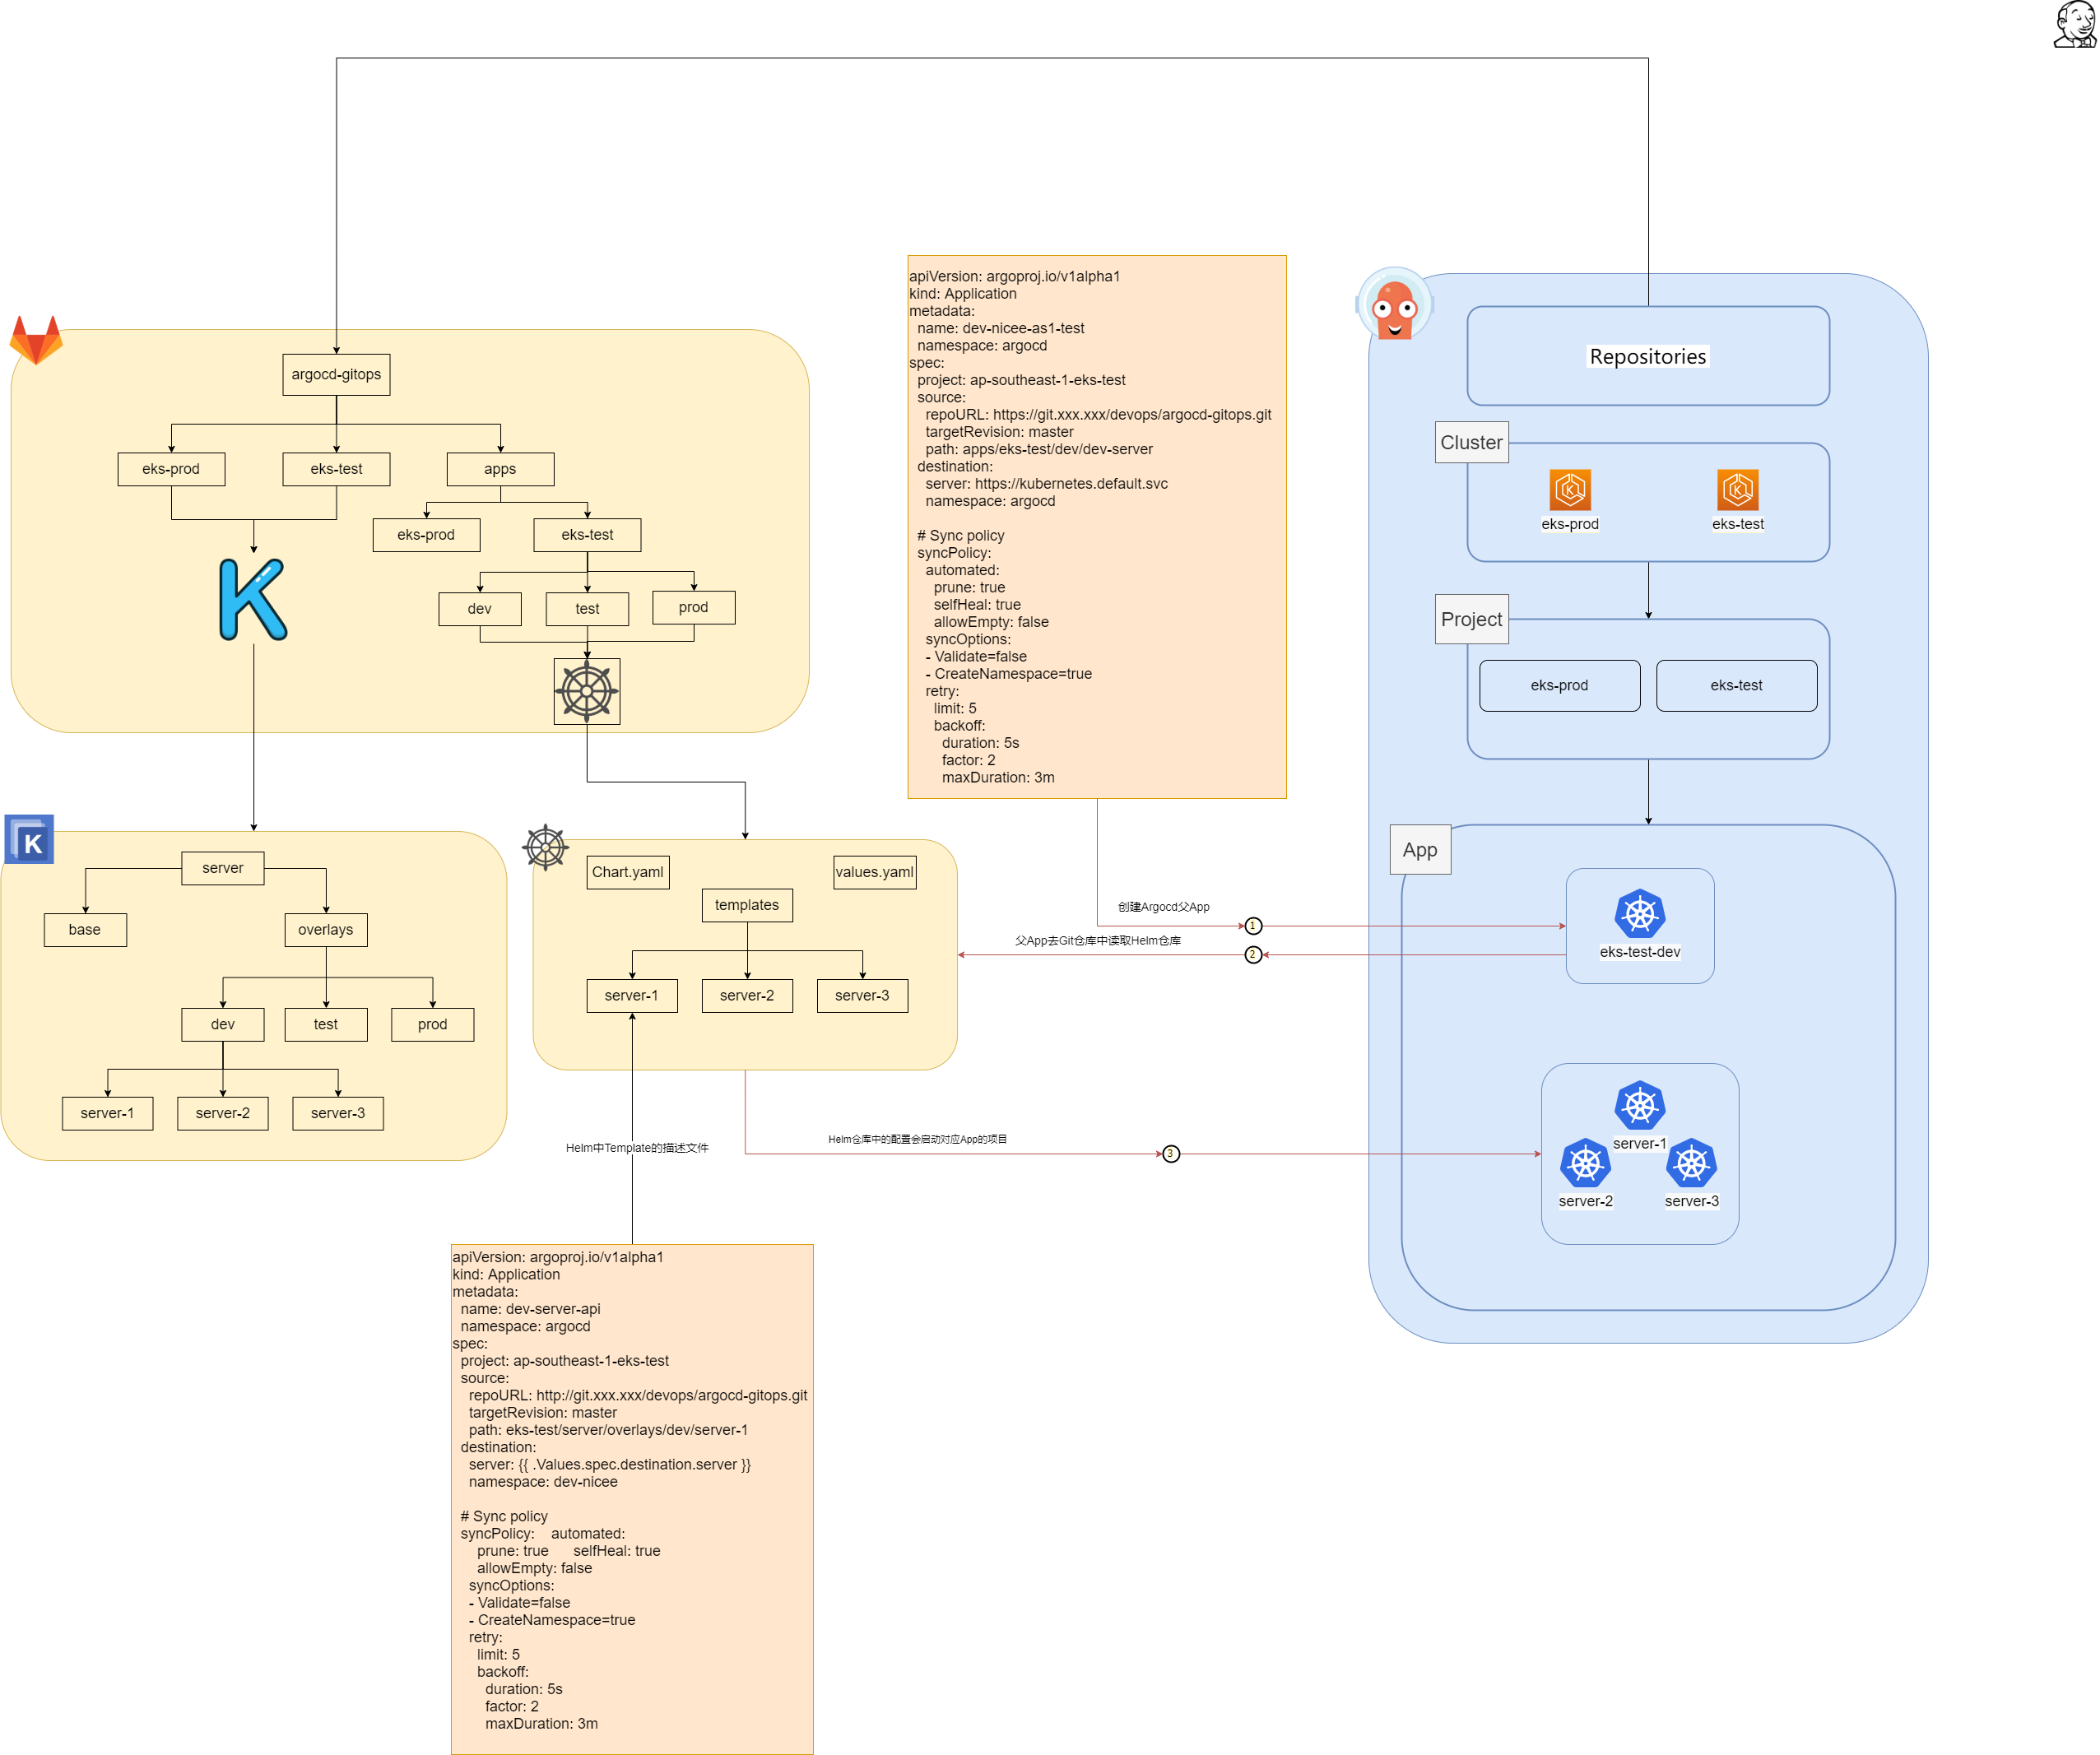 argocd-gitops
eks-prod
eks-test
apps
eks-prod
eks-test
dev
test
prod
K
K
server
base
overlays
dev
test
prod
server-1
server-2
server-3
Chart.yaml
values.yaml
templates
server-1
server-2
server-3
Helm中Template的描述文件
apiVersion: argoproj.io/v1alpha1
kind: Application
metadata:
  name: dev-nicee-as1-test
  namespace: argocd
spec:
  project: ap-southeast-1-eks-test
  source:
    repoURL: https://git.xxx.xxx/devops/argocd-gitops.git
    targetRevision: master
    path: apps/eks-test/dev/dev-server
  destination:
    server: https://kubernetes.default.svc
    namespace: argocd
  # Sync policy
  syncPolicy:
    automated:
      prune: true
      selfHeal: true
      allowEmpty: false
    syncOptions:
    - Validate=false
    - CreateNamespace=true
    retry:
      limit: 5
      backoff:
        duration: 5s
        factor: 2
        maxDuration: 3m
创建Argocd父App
1
父App去Git仓库中读取Helm仓库
2
Helm仓库中的配置会启动对应App的项目
3
Repositories
Cluster
K
eks-prod
K
eks-test
Project
eks-prod
eks-test
App
eks-test-dev
server-1
server-2
server-3
apiVersion: argoproj.io/v1alpha1
kind: Application
metadata:
  name: dev-server-api
  namespace: argocd
spec:
  project: ap-southeast-1-eks-test
  source:
    repoURL: http://git.xxx.xxx/devops/argocd-gitops.git
    targetRevision: master
    path: eks-test/server/overlays/dev/server-1
  destination:
    server: {{ .Values.spec.destination.server }}
    namespace: dev-nicee
  # Sync policy
  syncPolicy:    automated:
      prune: true      selfHeal: true
      allowEmpty: false
    syncOptions:
    - Validate=false
    - CreateNamespace=true
    retry:
      limit: 5
      backoff:
        duration: 5s
        factor: 2
        maxDuration: 3m